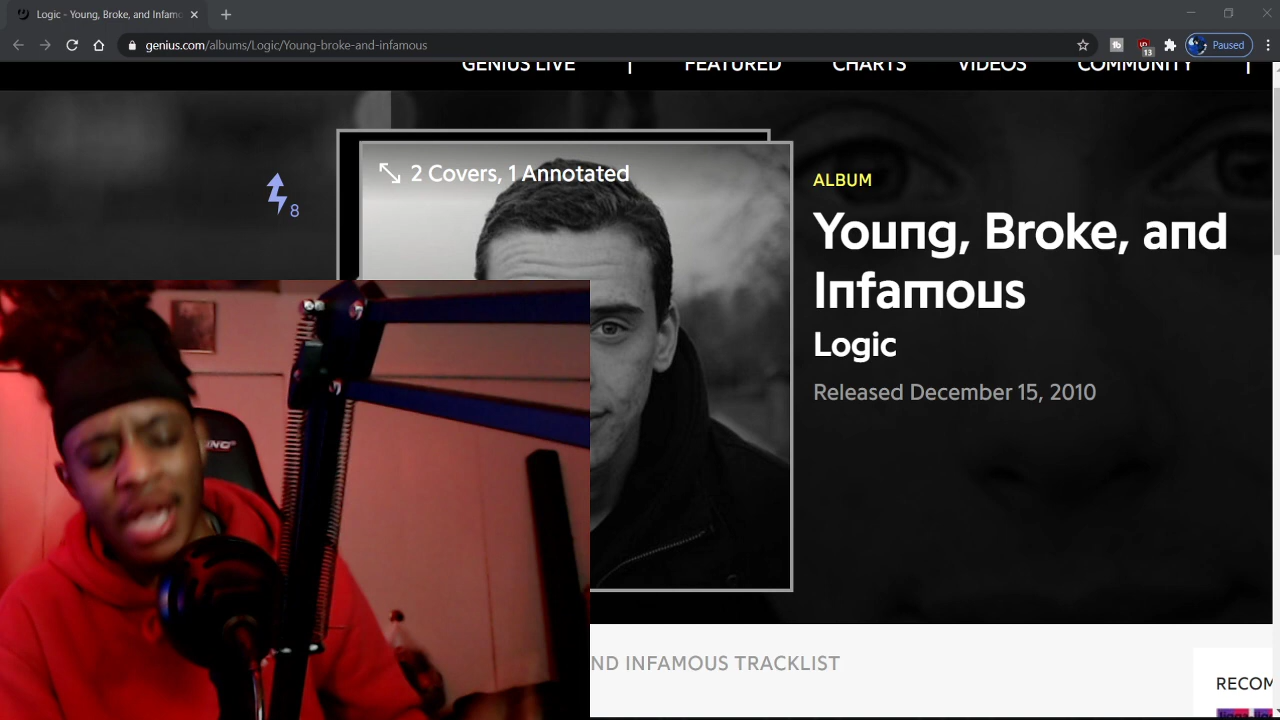 Logic - Young, Broke, and Infamo
genius.com/albums/Logic/Young-broke-and-infamous
13
Paused
GENIUS LIVE | FEATURED CHARTS VIDEOS COMMUNITY |
8
2 Covers, 1 Annotated
ALBUM
Young, Broke, and
Infamous
Logic
Released December 15, 2010
ND INFAMOUS TRACKLIST
RECOM